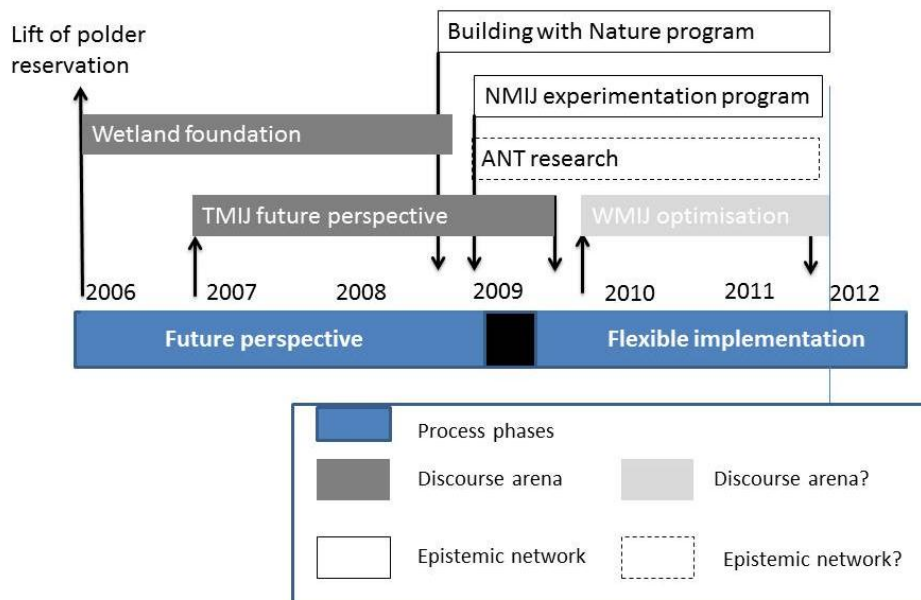 Lift of polder
reservation
Building with Nature program
NMIJ experimentation program
Wetland foundation
ANT research
TMIJ future perspective
WMIJ optimisation
2006
2007
2008
2009
2010
2011
2012
Future perspective
Flexible implementation
Process phases
Discourse arena
Discourse arena?
Epistemic network
Epistemic network?